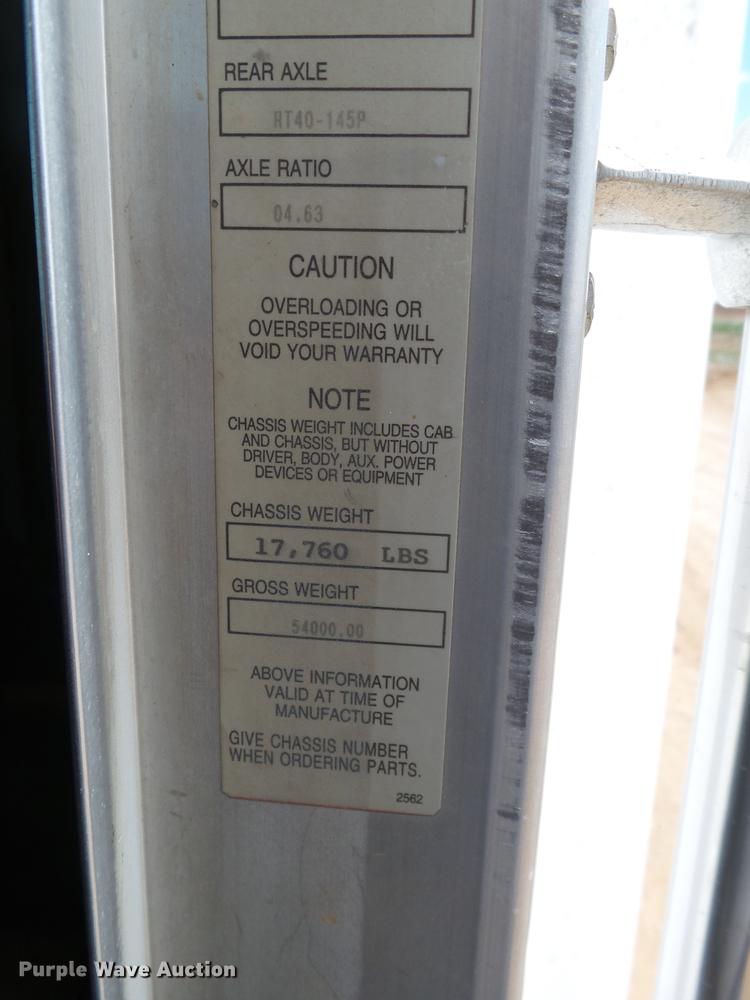 REAR AXLE
RT40-145P
AXLE RATIO
04.63
CAUTION
OVERLOADING OR
OVERSPEEDING WILL
VOID YOUR WARRANTY
NOTE
CHASSIS WEIGHT INCLUDES CAB
AND CHASSIS, BUT WITHOUT
DRIVER, BODY, AUX. POWER
DEVICES OR EQUIPMENT
CHASSIS WEIGHT
17,760 LBS
GROSS WEIGHT
54000.00
ABOVE INFORMATION
VALID AT TIME OF
MANUFACTURE
GIVE CHASSIS NUMBER
WHEN ORDERING PARTS.
2562
Purple Wave Auction